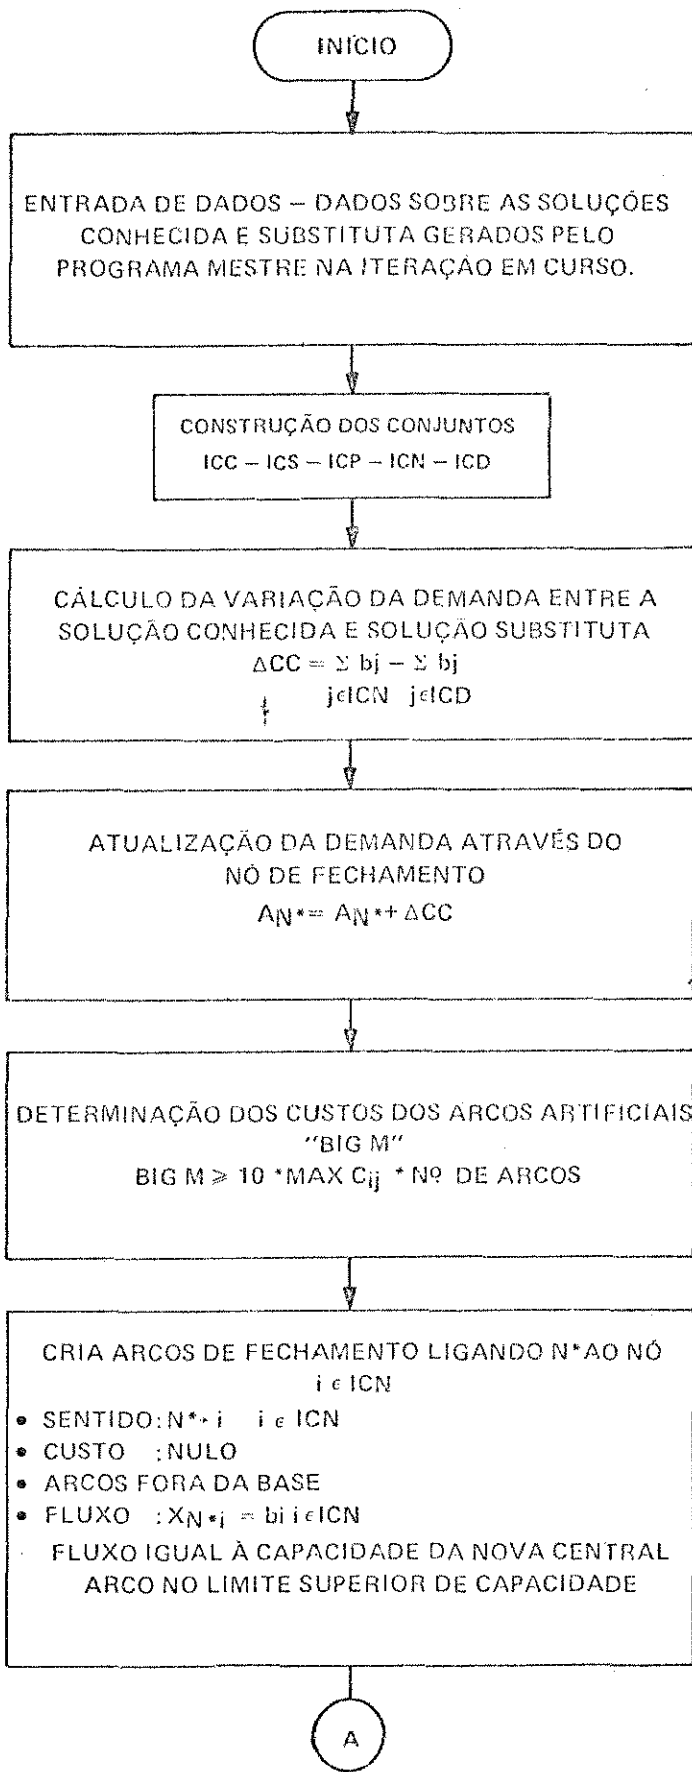 INÍCIO
ENTRADA DE DADOS – DADOS SOBRE AS SOLUÇÕES
CONHECIDA E SUBSTITUTA GERADOS PELO
PROGRAMA MESTRE NA ITERAÇÃO EM CURSO.
CONSTRUÇÃO DOS CONJUNTOS
ICC – ICS – ICP – ICN – ICD
CÁLCULO DA VARIAÇÃO DA DEMANDA ENTRE A
SOLUÇÃO CONHECIDA E SOLUÇÃO SUBSTITUTA
ΔCC = Σ bj – Σ bj
jϵICN jϵICD
ATUALIZAÇÃO DA DEMANDA ATRAVÉS DO
NÓ DE FECHAMENTO
AN* = AN* + ΔCC
DETERMINAÇÃO DOS CUSTOS DOS ARCOS ARTIFICIAIS
"BIG M"
BIG M ⩾ 10 *MAX Cij * Nº DE ARCOS
CRIA ARCOS DE FECHAMENTO LIGANDO N* AO NÓ
i ϵ ICN
• SENTIDO: N*→ i i ϵ ICN
• CUSTO : NULO
• ARCOS FORA DA BASE
• FLUXO : XN*i = bi i ϵ ICN
FLUXO IGUAL À CAPACIDADE DA NOVA CENTRAL
ARCO NO LIMITE SUPERIOR DE CAPACIDADE
A